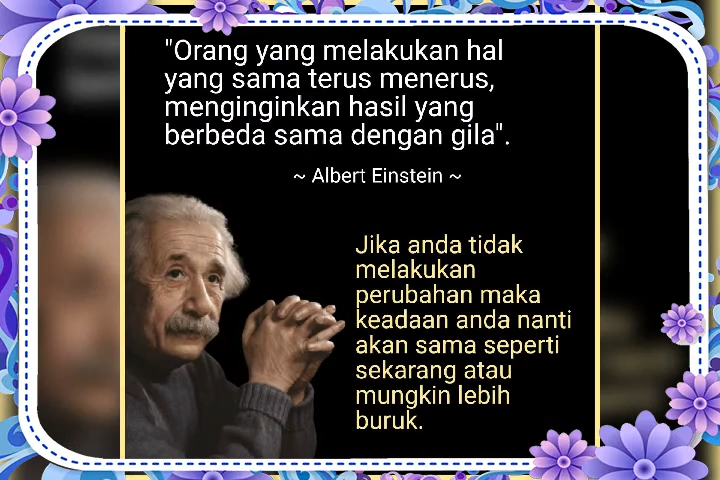 "Orang yang melakukan hal
yang sama terus menerus,
menginginkan hasil yang
berbeda sama dengan gila".
~ Albert Einstein ~
Jika anda tidak
melakukan
perubahan maka
keadaan anda nanti
akan sama seperti
sekarang atau
mungkin lebih
buruk.